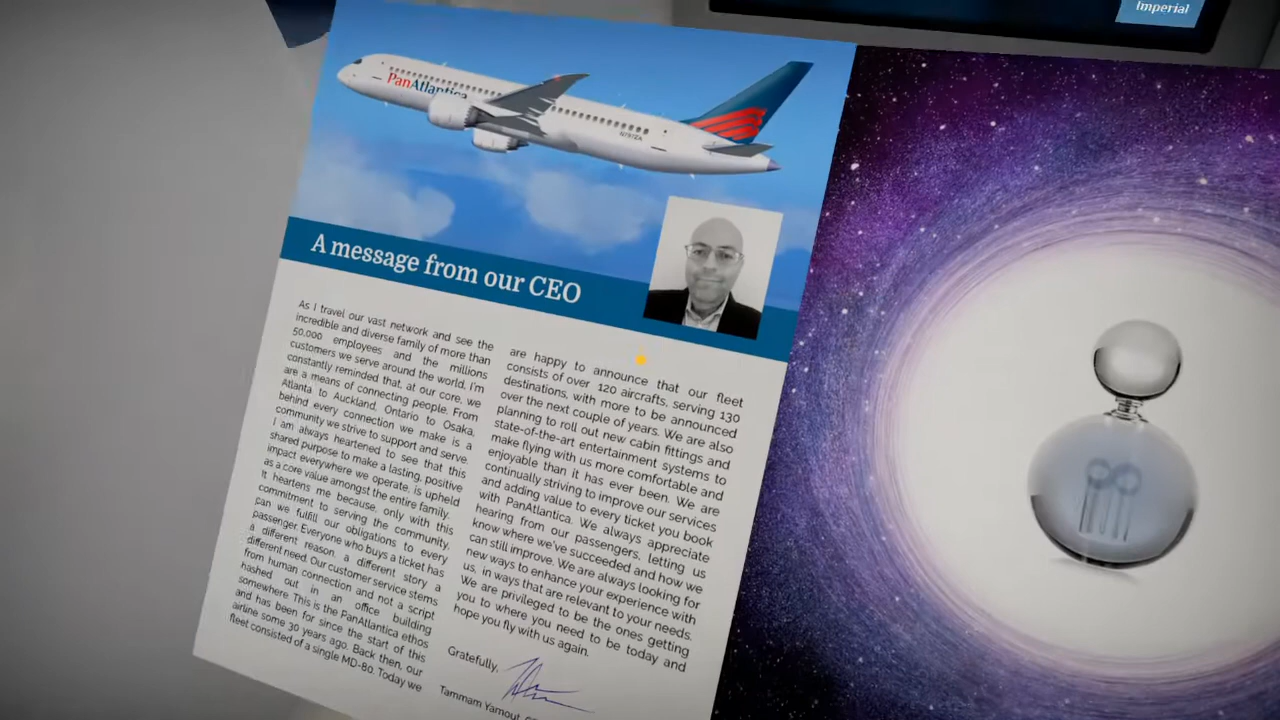 Imperial
PanAtlantica
N797ZA
A message from our CEO
As I travel our vast network and see the
incredible and diverse family of more than
50,000 employees and the millions
customers we serve around the world, I'm
constantly reminded that, at our core, we
are a means of connecting people. From
Atlanta to Auckland, Ontario to Osaka,
behind every connection we make is a
community we strive to support and serve.
I am always heartened to see that this
shared purpose to make a lasting, positive
impact everywhere we operate, is upheld
as a core value amongst the entire family.
It heartens me because, only with this
commitment to serving the community,
can we fulfill our obligations to every
passenger. Everyone who buys a ticket has
a different reason, a different story a
different need. Our customer service stems
from human connection and not a script
hashed out in an office building
somewhere. This is the PanAtlantica ethos
and has been for since the start of this
airline some 30 years ago. Back then, our
fleet consisted of a single MD-80. Today we
are happy to announce that our fleet
consists of over 120 aircrafts, serving 130
destinations, with more to be announced
over the next couple of years. We are also
planning to roll out new cabin fittings and
state-of-the-art entertainment systems to
make flying with us more comfortable and
enjoyable than it has ever been. We are
continually striving to improve our services
and adding value to every ticket you book
with PanAtlantica. We always appreciate
hearing from our passengers, letting us
know where we've succeeded and how we
can still improve. We are always looking for
new ways to enhance your experience with
us, in ways that are relevant to your needs.
We are privileged to be the ones getting
you to where you need to be today and
hope you fly with us again.
Gratefully,
Tammam Yamout,